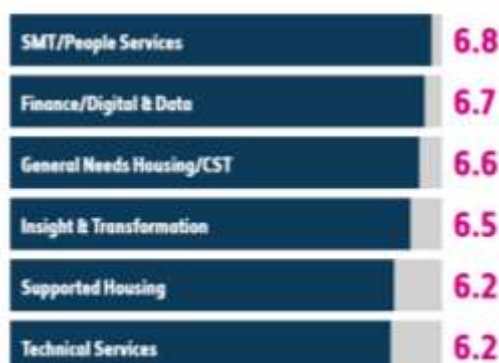 SMT/People Services 6.8
Finance/Digital & Data 6.7
General Needs Housing/CST 6.6
Insight & Transformation 6.5
Supported Housing 6.2
Technical Services 6.2